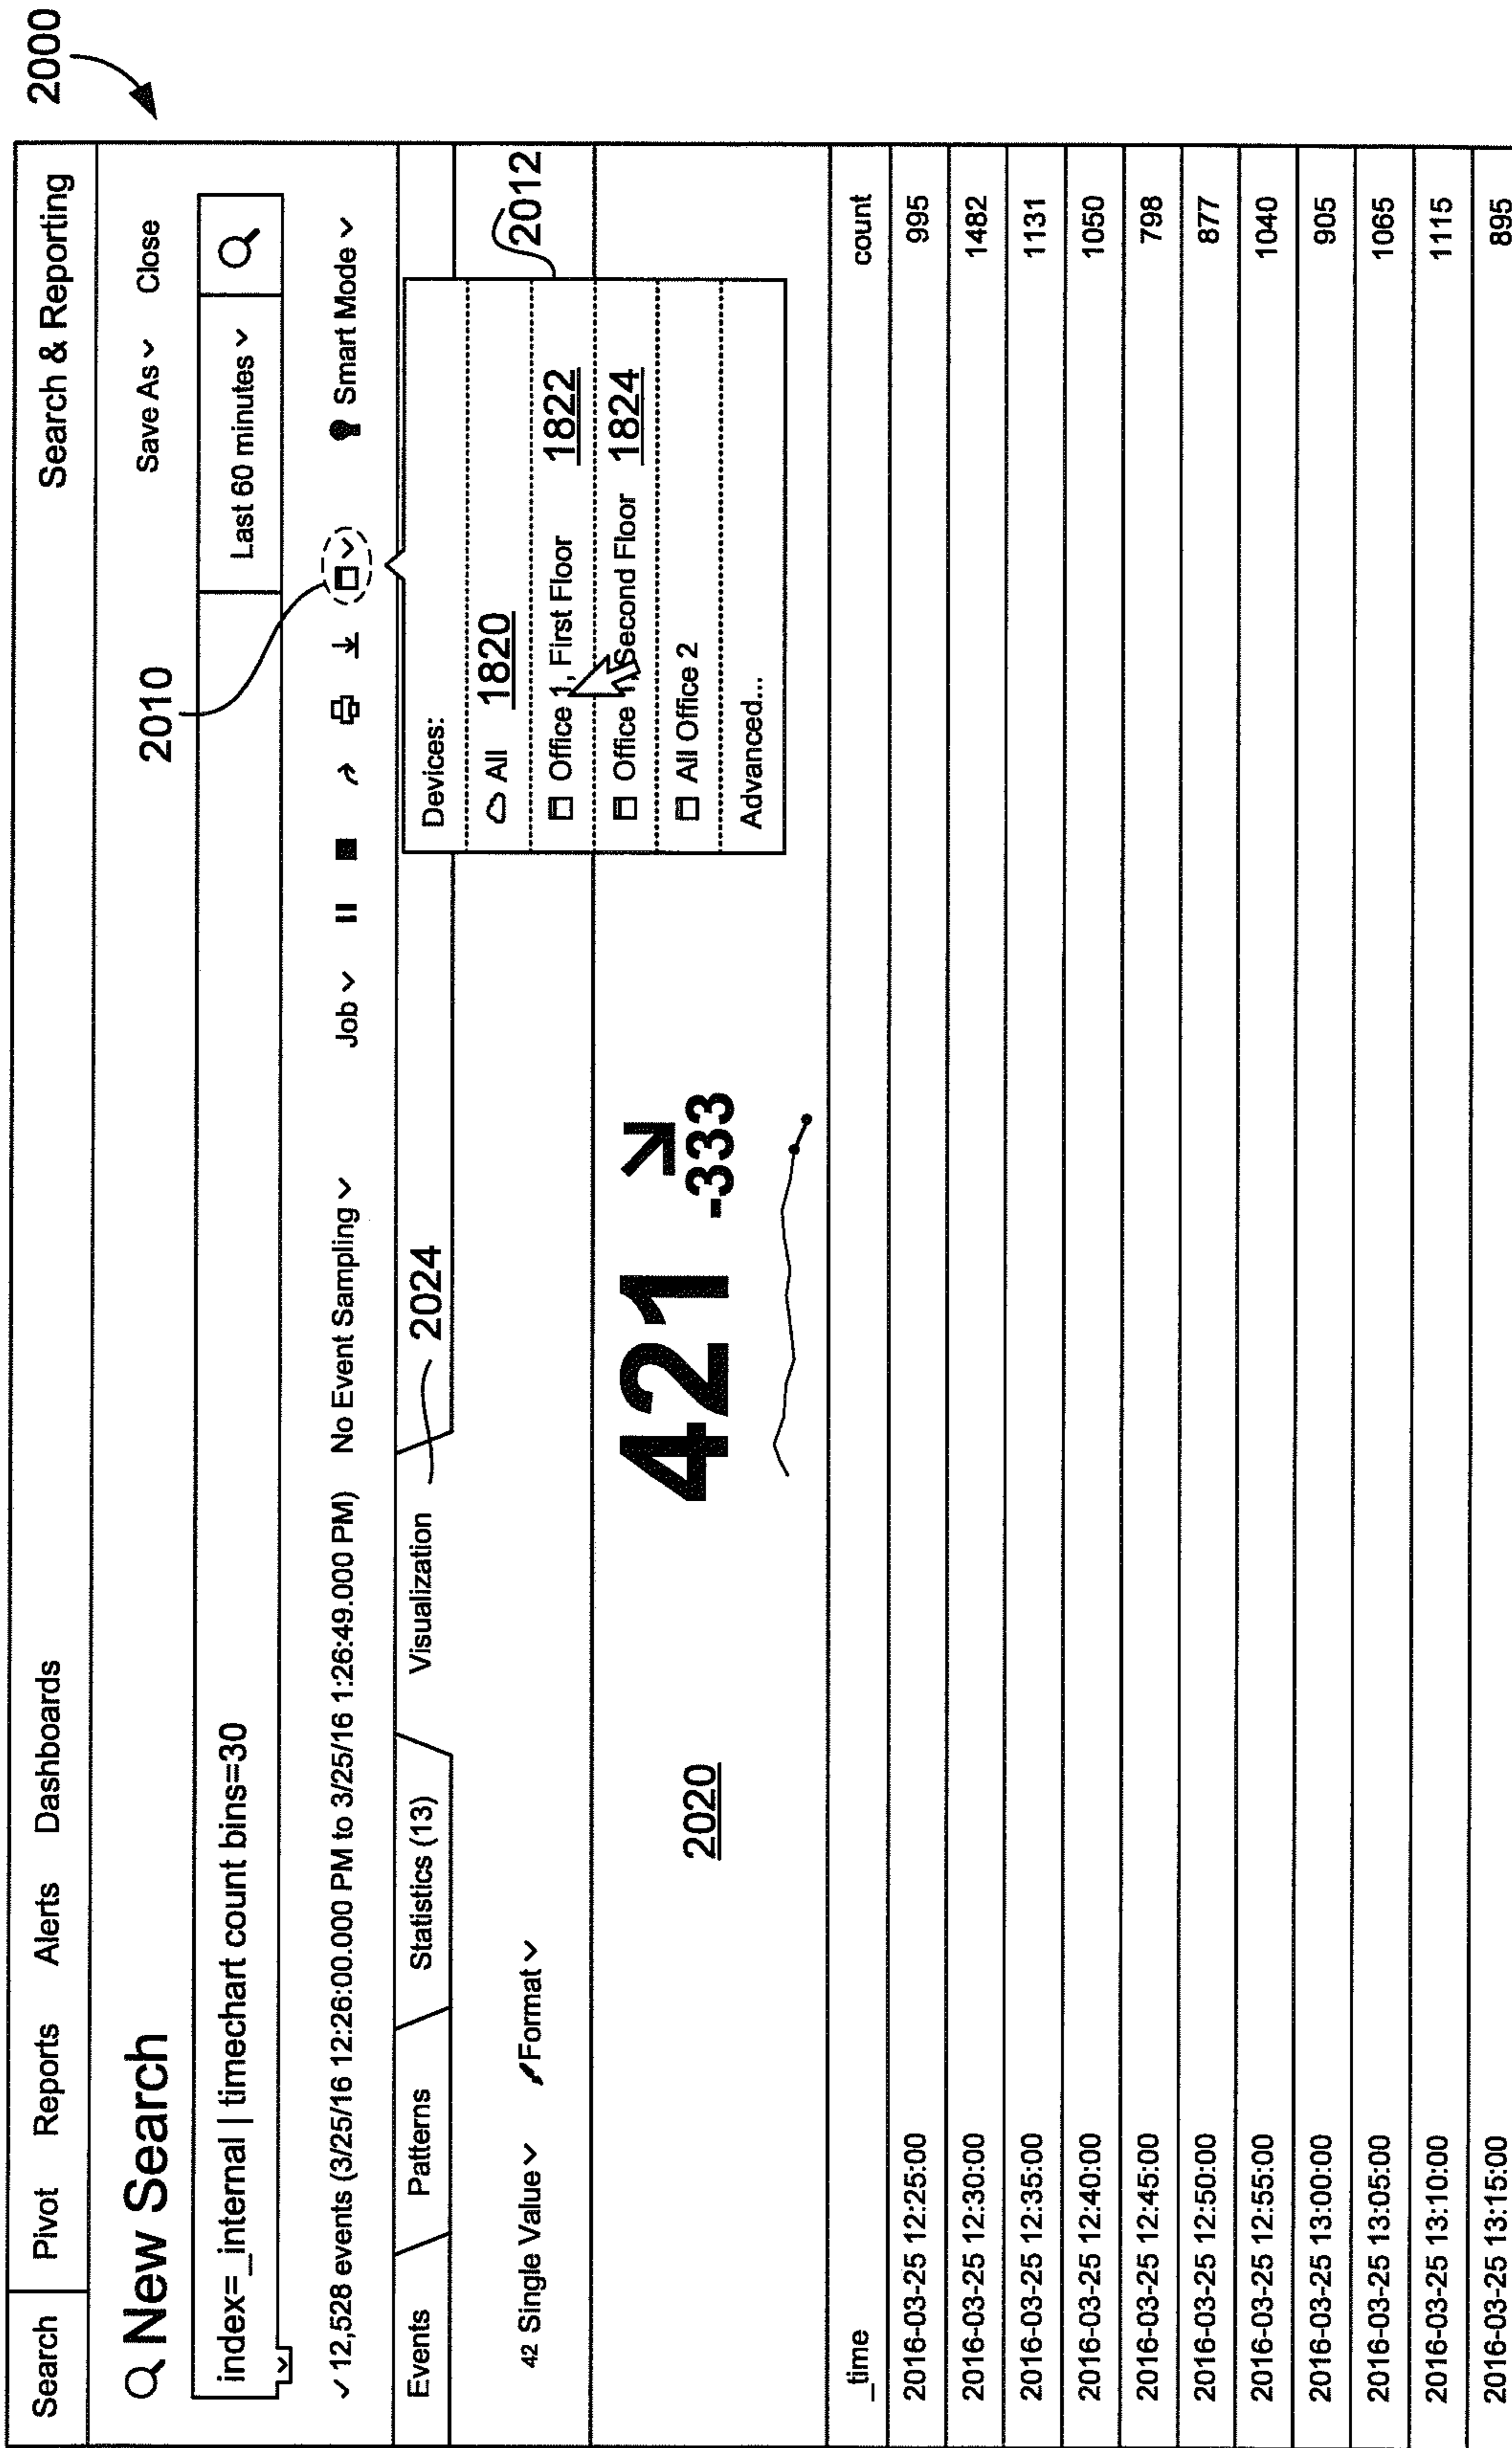 2000
Search Pivot Reports Alerts Dashboards Search & Reporting
New Search Save As Close
2010
index=_internal | timechart count bins=30 Last 60 minutes
12,528 events (3/25/16 12:26:00.000 PM to 3/25/16 1:26:49.000 PM) No Event Sampling Job Smart Mode
Events Patterns Statistics (13) Visualization 2024
Devices:
2012
All 1820
Office 1, First Floor 1822
Office 1, Second Floor 1824
All Office 2
Advanced...
42 Single Value Format
421 -333
2020
_time count
2016-03-25 12:25:00 995
2016-03-25 12:30:00 1482
2016-03-25 12:35:00 1131
2016-03-25 12:40:00 1050
2016-03-25 12:45:00 798
2016-03-25 12:50:00 877
2016-03-25 12:55:00 1040
2016-03-25 13:00:00 905
2016-03-25 13:05:00 1065
2016-03-25 13:10:00 1115
2016-03-25 13:15:00 895